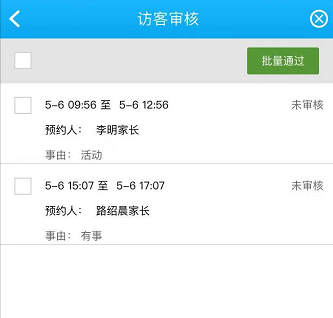 访客审核
批量通过
5-6 09:56 至 5-6 12:56 未审核
预约人： 李明家长
事由： 活动
5-6 15:07 至 5-6 17:07 未审核
预约人： 路绍晨家长
事由： 有事